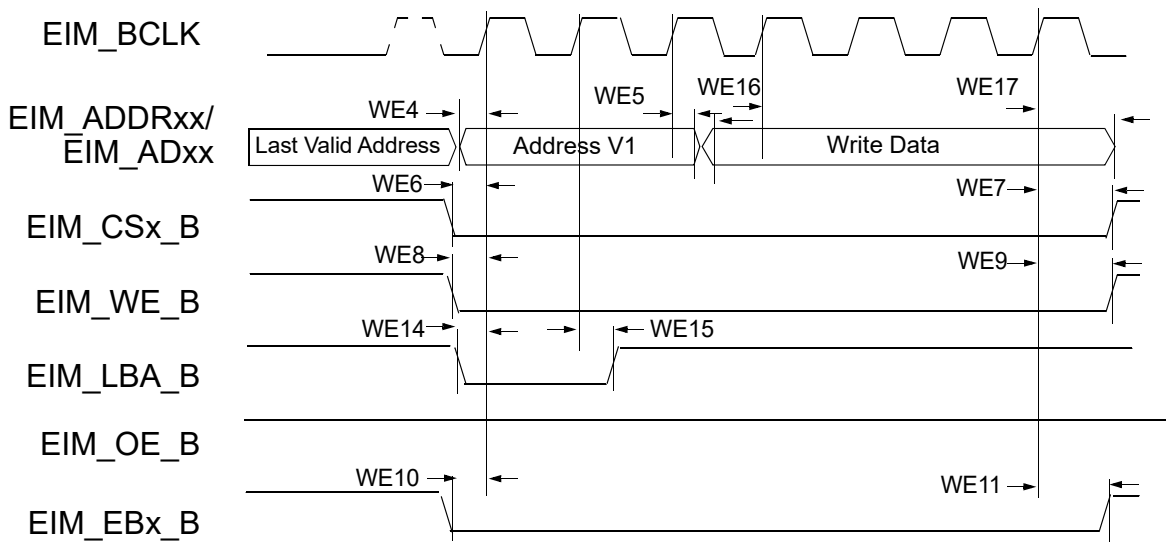 EIM_BCLK
WE4
WE5
WE16
WE17
EIM_ADDRxx/
EIM_ADxx
Last Valid Address
Address V1
Write Data
WE6
WE7
EIM_CSx_B
WE8
WE9
EIM_WE_B
WE14
WE15
EIM_LBA_B
EIM_OE_B
WE10
WE11
EIM_EBx_B